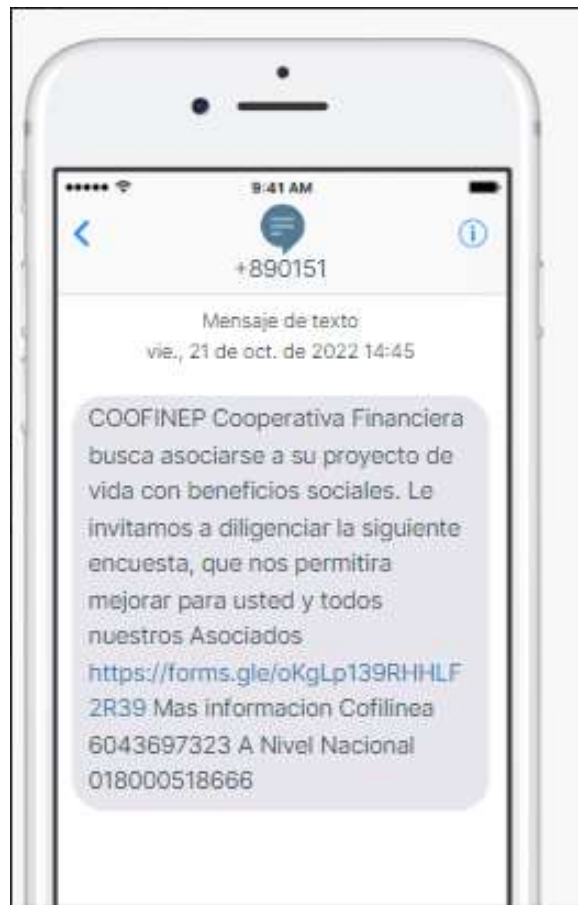 9:41 AM
+890151
Mensaje de texto
vie., 21 de oct. de 2022 14:45
COOFINEP Cooperativa Financiera
busca asociarse a su proyecto de
vida con beneficios sociales. Le
invitamos a diligenciar la siguiente
encuesta, que nos permitira
mejorar para usted y todos
nuestros Asociados
https://forms.gle/oKgLp139RHHLF
2R39 Mas informacion Cofilinea
6043697323 A Nivel Nacional
018000518666